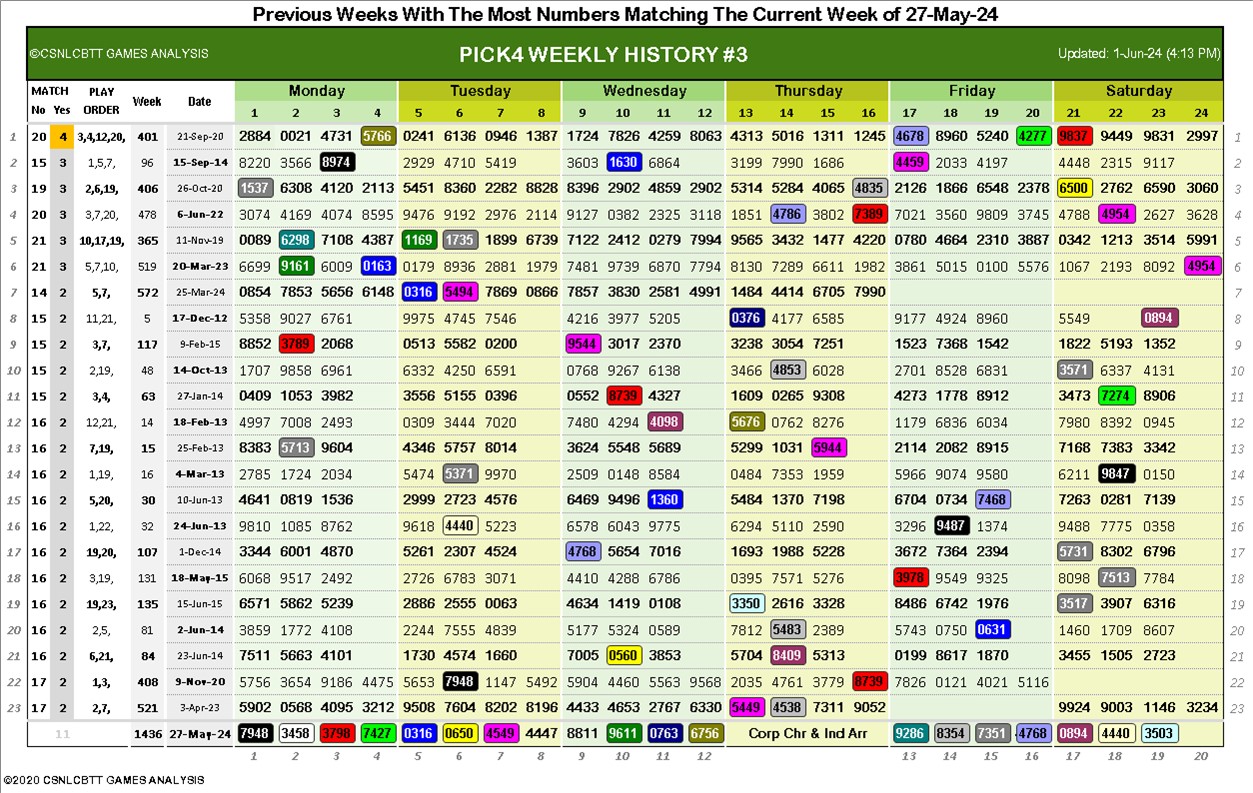 Previous Weeks With The Most Numbers Matching The Current Week of 27-May-24
©CSNLCBTT GAMES ANALYSIS PICK4 WEEKLY HISTORY #3 Updated: 1-Jun-24 (4:13 PM)
MATCH PLAY Week Date Monday Tuesday Wednesday Thursday Friday Saturday
No Yes ORDER 1 2 3 4 5 6 7 8 9 10 11 12 13 14 15 16 17 18 19 20 21 22 23 24
1 20 4 3,4,12,20, 401 21-Sep-20 2884 0021 4731 5766 0241 6136 0946 1387 1724 7826 4259 8063 4313 5016 1311 1245 4678 8960 5240 4277 9837 9449 9831 2997 1
2 15 3 1,5,7, 96 15-Sep-14 8220 3566 8974 2929 4710 5419 3603 1630 6864 3199 7990 1686 4459 2033 4197 4448 2315 9117 2
3 19 3 2,6,19, 406 26-Oct-20 1537 6308 4120 2113 5451 8360 2282 8828 8396 2902 4859 2902 5314 5284 4065 4835 2126 1866 6548 2378 6500 2762 6590 3060 3
4 20 3 3,7,20, 478 6-Jun-22 3074 4169 4074 8595 9476 9192 2976 2114 9127 0382 2325 3118 1851 4786 3802 7389 7021 3560 9809 3745 4788 4954 2627 3628 4
5 21 3 10,17,19, 365 11-Nov-19 0089 6298 7108 4387 1169 1735 1899 6739 7122 2412 0279 7994 9565 3432 1477 4220 0780 4664 2310 3887 0342 1213 3514 5991 5
6 21 3 5,7,10, 519 20-Mar-23 6699 9161 6009 0163 0179 8936 2881 1979 7481 9739 6870 7794 8130 7289 6611 1982 3861 5015 0100 5576 1067 2193 8092 4954 6
7 14 2 5,7, 572 25-Mar-24 0854 7853 5656 6148 0316 5494 7869 0866 7857 3830 2581 4991 1484 4414 6705 7990 7
8 15 2 11,21, 5 17-Dec-12 5358 9027 6761 9975 4745 7546 4216 3977 5205 0376 4177 6585 9177 4924 8960 5549 0894 8
9 15 2 3,7, 117 9-Feb-15 8852 3789 2068 0513 5582 0200 9544 3017 2370 3238 3054 7251 1523 7368 1542 1822 5193 1352 9
10 15 2 2,19, 48 14-Oct-13 1707 9858 6961 6332 4250 6591 0768 9267 6138 3466 4853 6028 2701 8528 6831 3571 6337 4131 10
11 15 2 3,4, 63 27-Jan-14 0409 1053 3982 3556 5155 0396 0552 8739 4327 1609 0265 9308 4273 1778 8912 3473 7274 8906 11
12 16 2 12,21, 14 18-Feb-13 4997 7008 2493 0309 3444 7020 7480 4294 4098 5676 0762 8276 1179 6836 6034 7980 8392 0945 12
13 16 2 7,19, 15 25-Feb-13 8383 5713 9604 4346 5757 8014 3624 5548 5689 5299 1031 5944 2114 2082 8915 7168 7383 3342 13
14 16 2 1,19, 16 4-Mar-13 2785 1724 2034 5474 5371 9970 2509 0148 8584 0484 7353 1959 5966 9074 9580 6211 9847 0150 14
15 16 2 5,20, 30 10-Jun-13 4641 0819 1536 2999 2723 4576 6469 9496 1360 5484 1370 7198 6704 0734 7468 7263 0281 7139 15
16 16 2 1,22, 32 24-Jun-13 9810 1085 8762 9618 4440 5223 6578 6043 9775 6294 5110 2590 3296 9487 1374 9488 7775 0358 16
17 16 2 19,20, 107 1-Dec-14 3344 6001 4870 5261 2307 4524 4768 5654 7016 1693 1988 5228 3672 7364 2394 5731 8302 6796 17
18 16 2 3,19, 131 18-May-15 6068 9517 2492 2726 6783 3071 4410 4288 6786 0395 7571 5276 3978 9549 9325 8098 7513 7784 18
19 16 2 19,23, 135 15-Jun-15 6571 5862 5239 2886 2555 0063 4634 1419 0108 3350 2616 3328 8486 6742 1976 3517 3907 6316 19
20 16 2 2,5, 81 2-Jun-14 3859 1772 4108 2244 7555 4839 5177 5324 0589 7812 5483 2389 5743 0750 0631 1460 1709 8607 20
21 16 2 6,21, 84 23-Jun-14 7511 5663 4101 1730 4574 1660 7005 0560 3853 5704 8409 5313 0199 8617 1870 3455 1505 2723 21
22 17 2 1,3, 408 9-Nov-20 5756 3654 9186 4475 5653 7948 1147 5492 5904 4460 5563 9568 2035 4761 3779 8739 7826 0121 4021 5116 22
23 17 2 2,7, 521 3-Apr-23 5902 0568 4095 3212 9508 7604 8202 8196 4433 4653 2767 6330 5449 4538 7311 9052 9924 9003 1146 3234 23
11 1436 27-May-24 7948 3458 3798 7427 0316 0650 4549 4447 8811 9611 0763 6756 Corp Chr & Ind Arr 9286 8354 7351 4768 0894 4440 3503
1 2 3 4 5 6 7 8 9 10 11 12 13 14 15 16 17 18 19 20
©2020 CSNLCBTT GAMES ANALYSIS